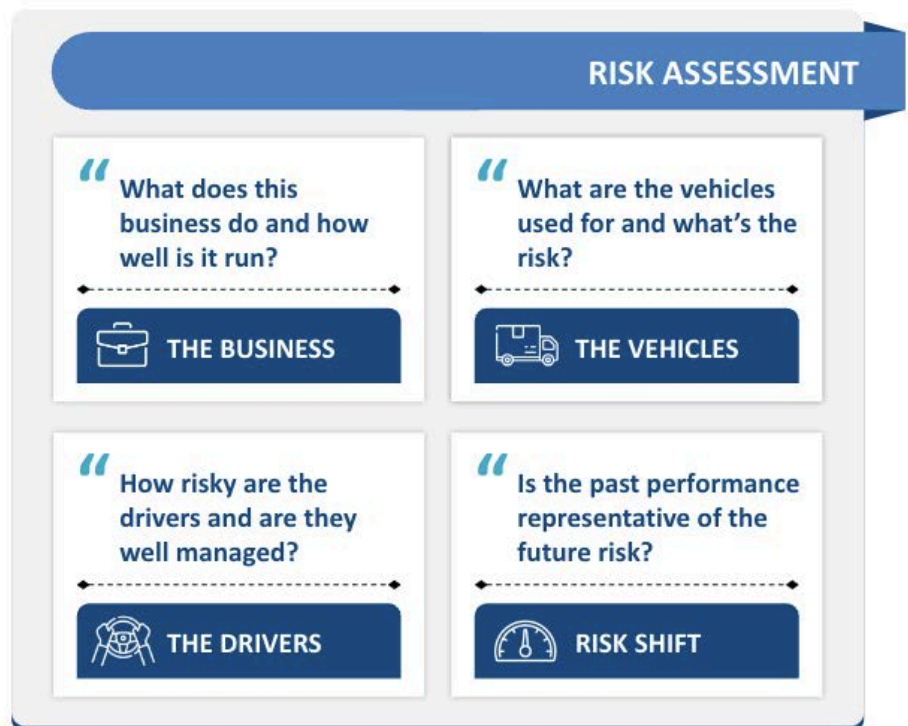 RISK ASSESSMENT
“
What does this
business do and how
well is it run?
THE BUSINESS
“
What are the vehicles
used for and what’s the
risk?
THE VEHICLES
“
How risky are the
drivers and are they
well managed?
THE DRIVERS
“
Is the past performance
representative of the
future risk?
RISK SHIFT